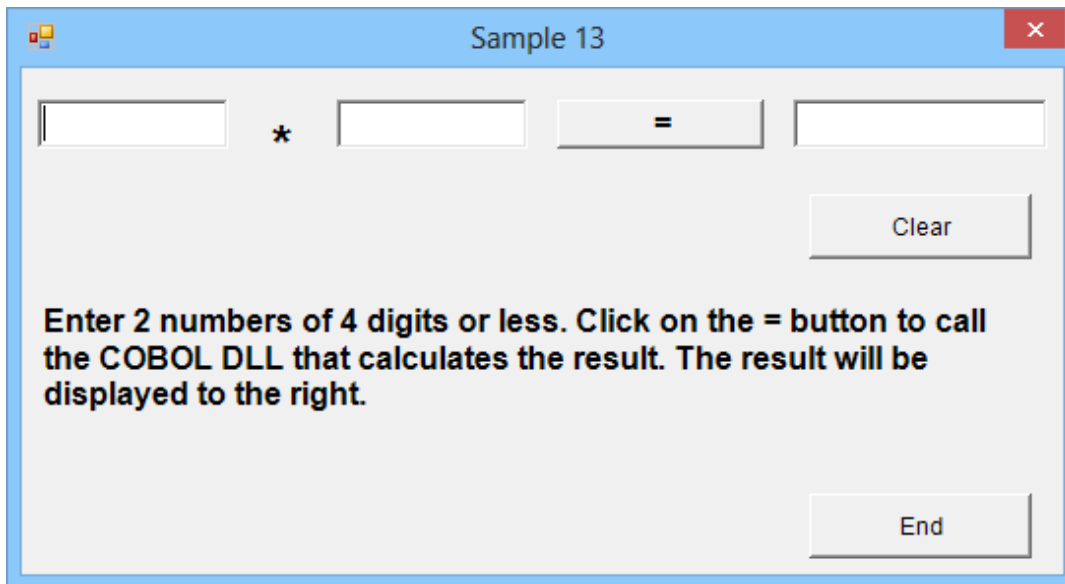 Sample 13
* =
Clear
Enter 2 numbers of 4 digits or less. Click on the = button to call
the COBOL DLL that calculates the result. The result will be
displayed to the right.
End